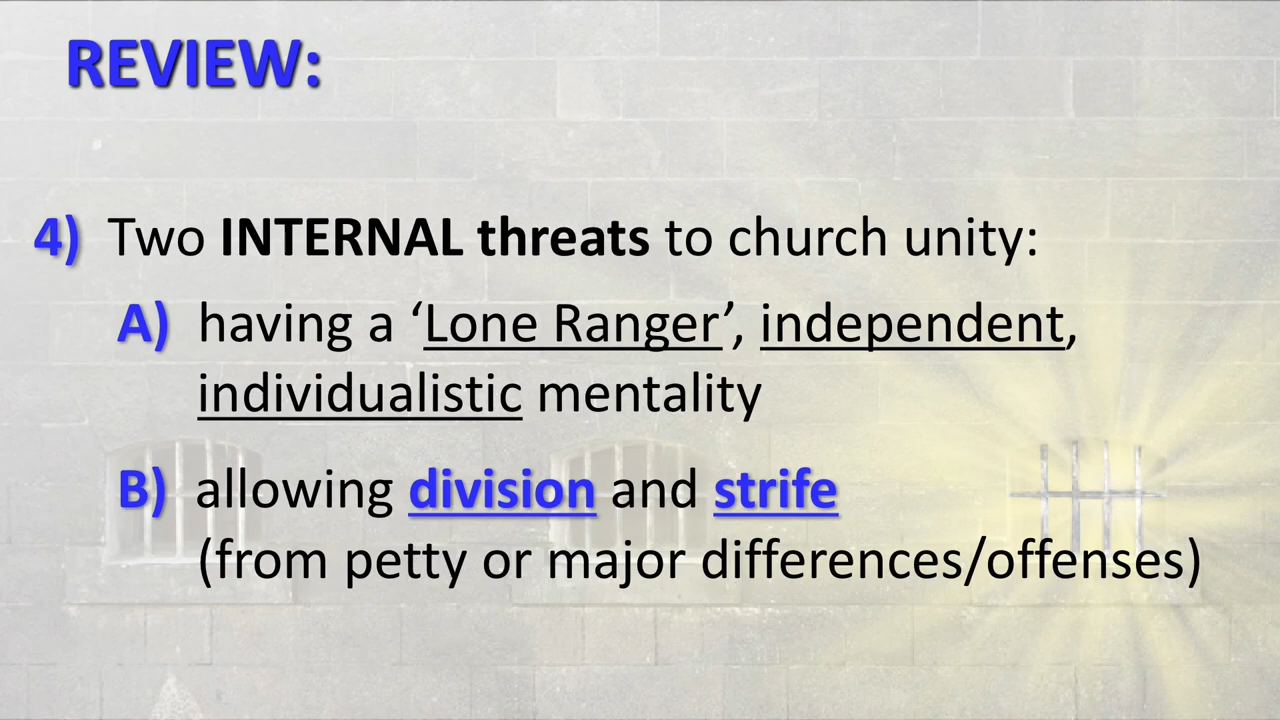 REVIEW:
4) Two INTERNAL threats to church unity:
A) having a ‘Lone Ranger’, independent,
individualistic mentality
B) allowing division and strife
(from petty or major differences/offenses)